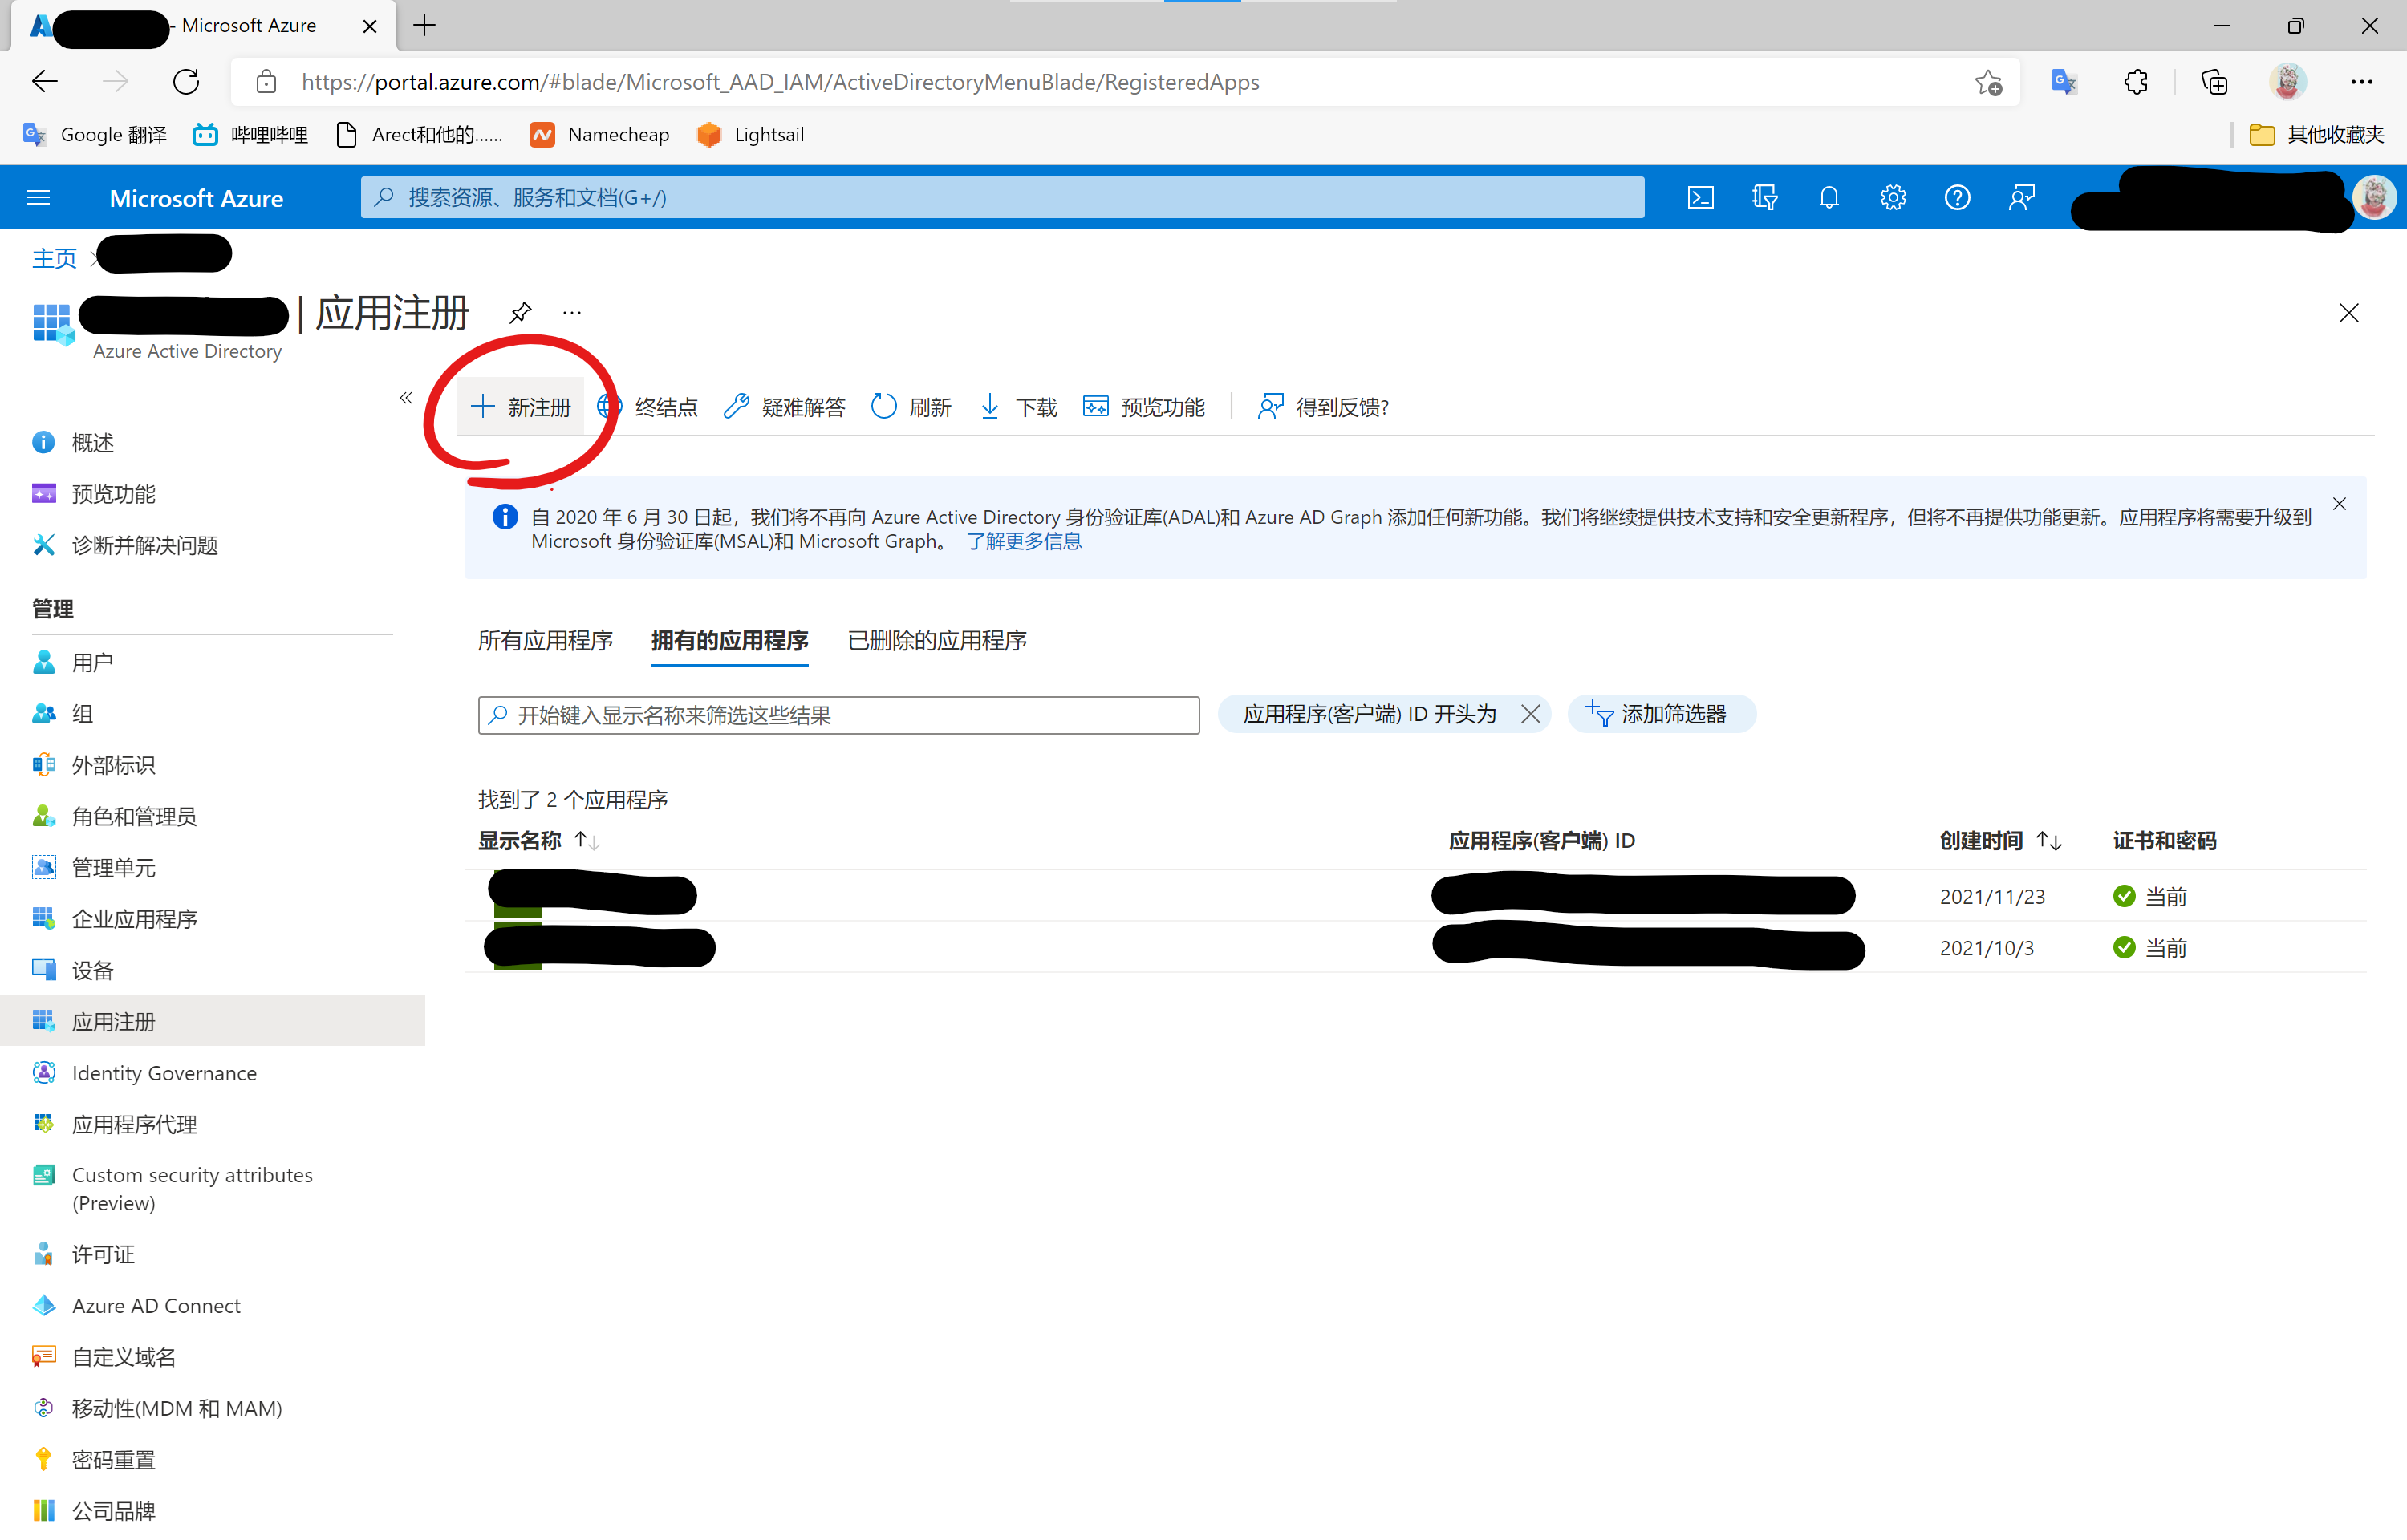 - Microsoft Azure
https://portal.azure.com/#blade/Microsoft_AAD_IAM/ActiveDirectoryMenuBlade/RegisteredApps
Google 翻译
哔哩哔哩
Arect和他的......
Namecheap
Lightsail
其他收藏夹
Microsoft Azure
搜索资源、服务和文档(G+/)
主页
| 应用注册
Azure Active Directory
新注册
终结点
疑难解答
刷新
下载
预览功能
得到反馈?
概述
预览功能
诊断并解决问题
管理
用户
组
外部标识
角色和管理员
管理单元
企业应用程序
设备
应用注册
Identity Governance
应用程序代理
Custom security attributes
(Preview)
许可证
Azure AD Connect
自定义域名
移动性(MDM 和 MAM)
密码重置
公司品牌
自 2020 年 6 月 30 日起，我们将不再向 Azure Active Directory 身份验证库(ADAL)和 Azure AD Graph 添加任何新功能。我们将继续提供技术支持和安全更新程序，但将不再提供功能更新。应用程序将需要升级到
Microsoft 身份验证库(MSAL)和 Microsoft Graph。 了解更多信息
所有应用程序
拥有的应用程序
已删除的应用程序
开始键入显示名称来筛选这些结果
应用程序(客户端) ID 开头为
添加筛选器
找到了 2 个应用程序
显示名称
应用程序(客户端) ID
创建时间
证书和密码
2021/11/23
当前
2021/10/3
当前